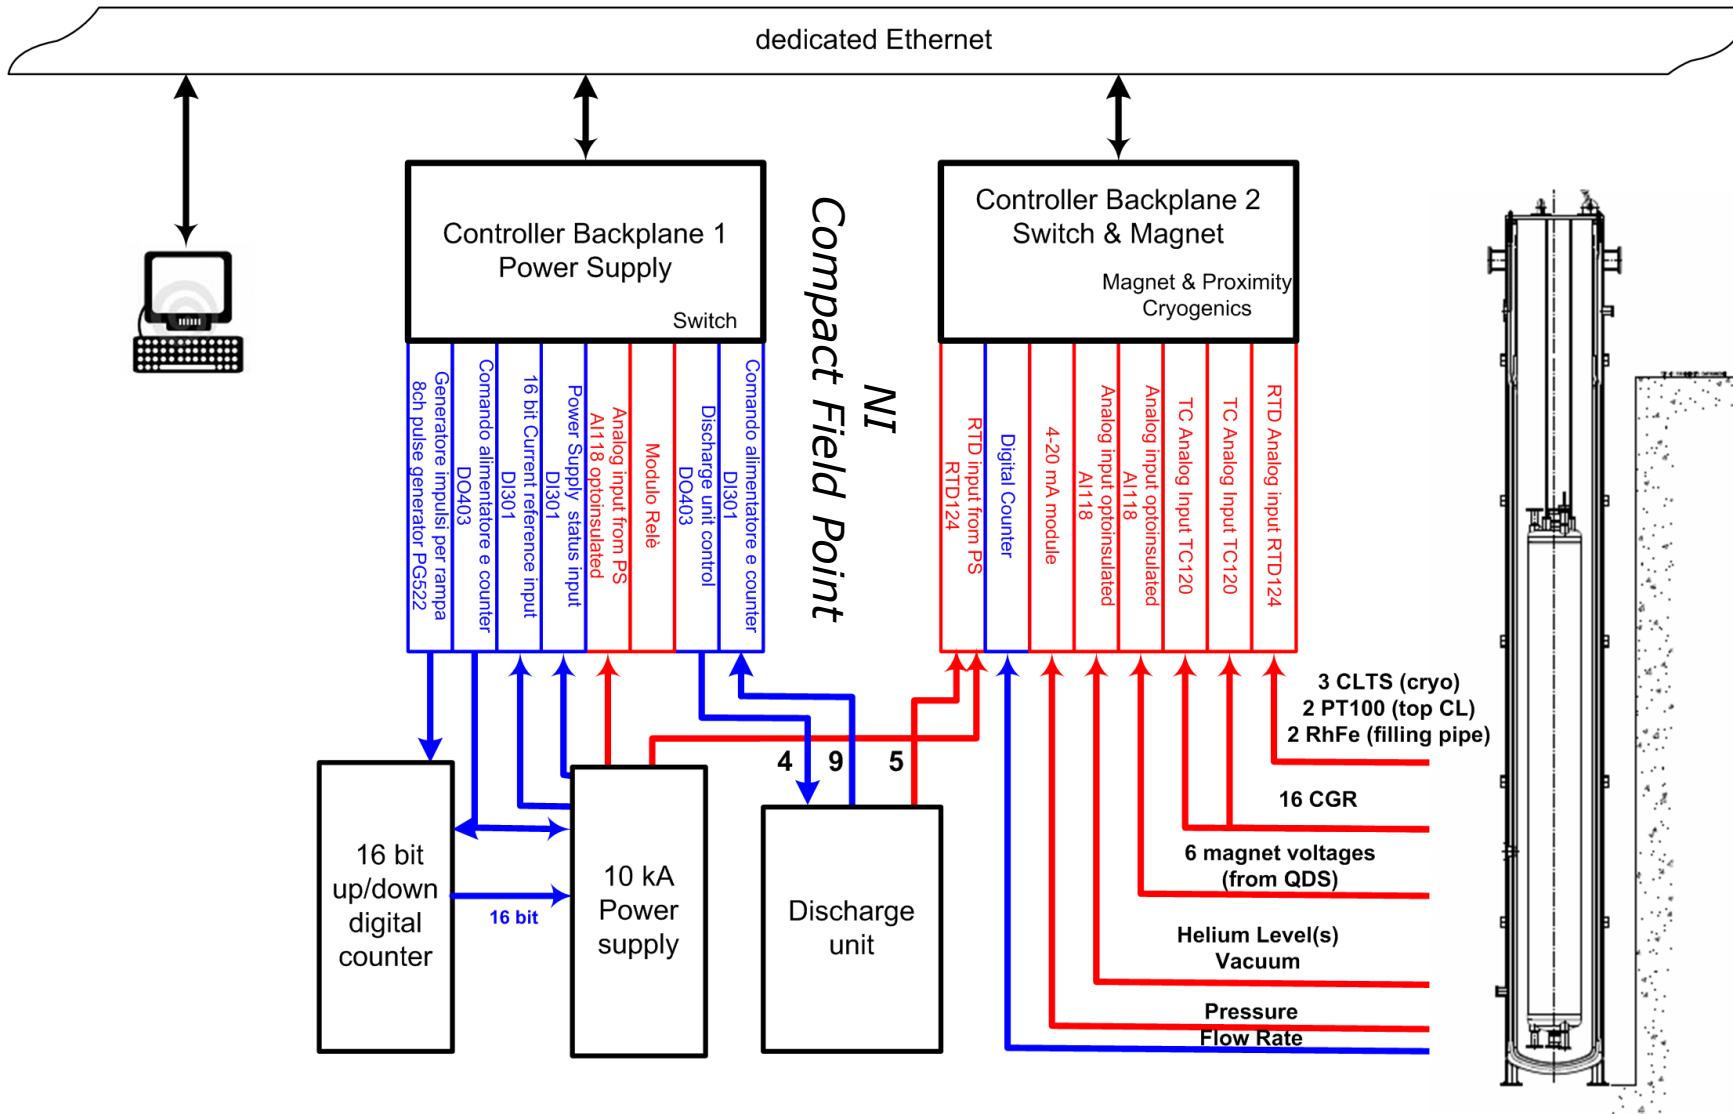 dedicated Ethernet
Controller Backplane 1
Power Supply
Switch
NI
Compact Field Point
Controller Backplane 2
Switch & Magnet
Magnet & Proximity
Cryogenics
Generatore impulsi per rampa
8ch pulse generator PG522
Comando alimentatore e counter
DO403
16 bit Current reference input
DI301
Power Supply status input
DI301
Analog input from PS
AI118 optoinsulated
Modulo Relè
Discharge unit control
DO403
Comando alimentatore e counter
DI301
RTD input from PS
RTD124
Digital Counter
4-20 mA module
Analog input optoinsulated
AI118
Analog input optoinsulated
AI118
TC Analog Input TC120
TC Analog Input TC120
RTD Analog input RTD124
3 CLTS (cryo)
2 PT100 (top CL)
2 RhFe (filling pipe)
4 9 5
16 CGR
6 magnet voltages
(from QDS)
Helium Level(s)
Vacuum
Pressure
Flow Rate
16 bit
up/down
digital
counter
16 bit
10 kA
Power
supply
Discharge
unit